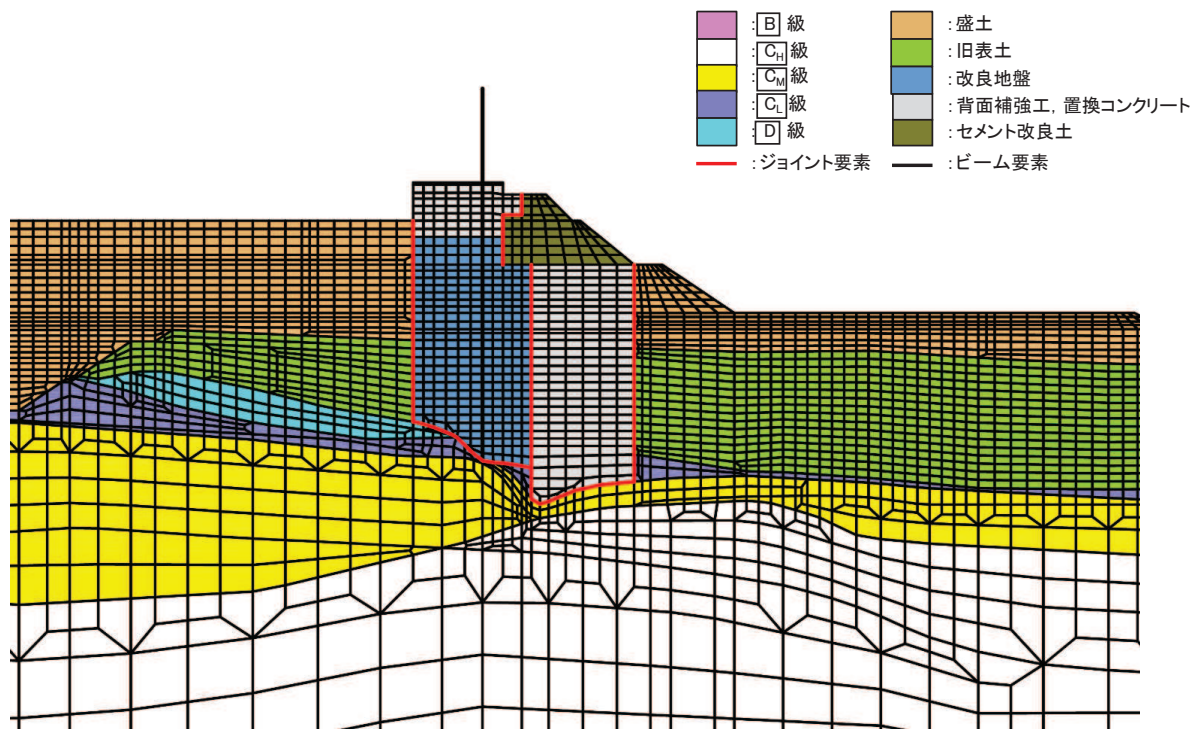 :B 級
:CH 級
:CM 級
:CL 級
:D 級
:ジョイント要素
:盛土
:旧表土
:改良地盤
:背面補強工, 置換コンクリート
:セメント改良土
:ビーム要素